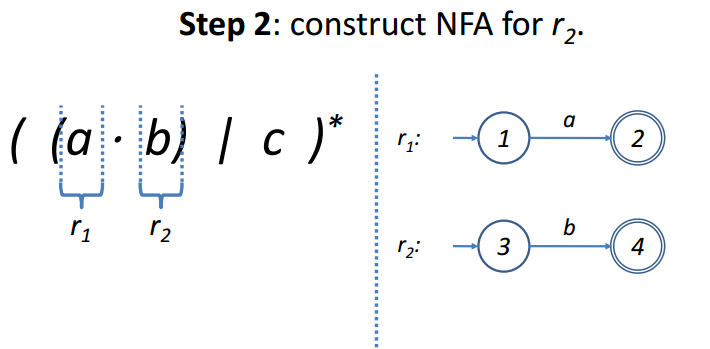 Step 2: construct NFA for r2.
( (a · b) | c )*
r1
r2
r1:
1
a
2
r2:
3
b
4